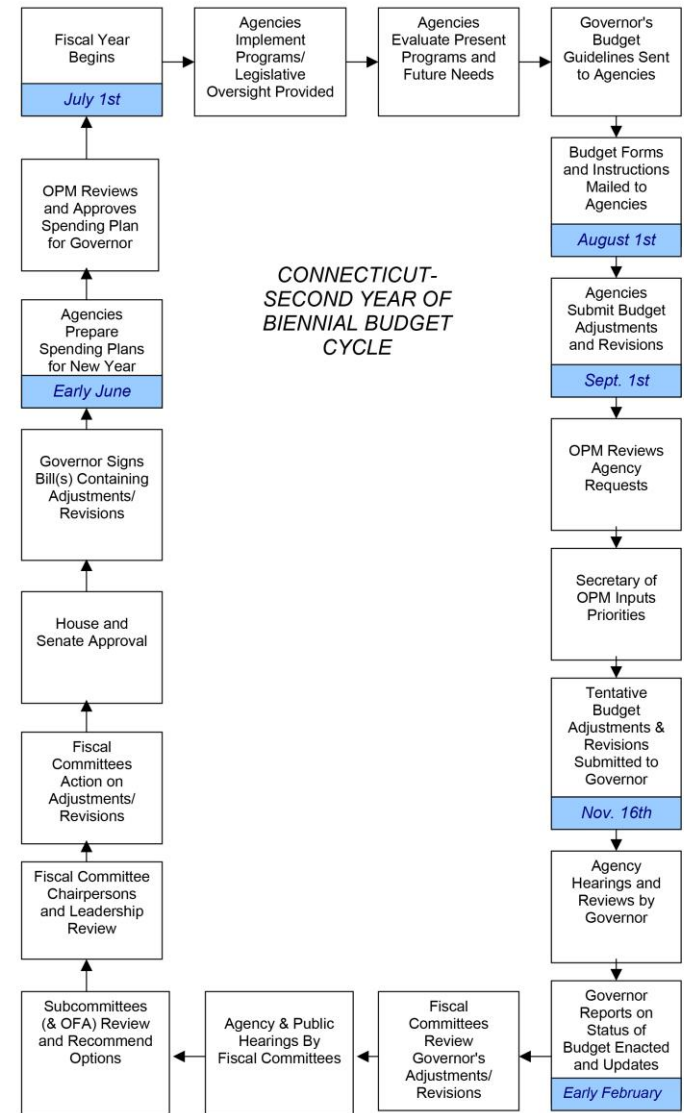 Fiscal Year
Begins
July 1st
Agencies
Implement
Programs/
Legislative
Oversight Provided
Agencies
Evaluate Present
Programs and
Future Needs
Governor's
Budget
Guidelines Sent
to Agencies
Budget Forms
and Instructions
Mailed to
Agencies
August 1st
Agencies
Submit Budget
Adjustments
and Revisions
Sept. 1st
OPM Reviews
Agency
Requests
Secretary of
OPM Inputs
Priorities
Tentative
Budget
Adjustments &
Revisions
Submitted to
Governor
Nov. 16th
Agency
Hearings and
Reviews by
Governor
Governor
Reports on
Status of
Budget Enacted
and Updates
Early February
Fiscal
Committees
Review
Governor's
Adjustments/
Revisions
Agency & Public
Hearings By
Fiscal Committees
Subcommittees
(& OFA) Review
and Recommend
Options
Fiscal Committee
Chairpersons
and Leadership
Review
Fiscal
Committees
Action on
Adjustments/
Revisions
House and
Senate Approval
Governor Signs
Bill(s) Containing
Adjustments/
Revisions
Agencies
Prepare
Spending Plans
for New Year
Early June
OPM Reviews
and Approves
Spending Plan
for Governor
CONNECTICUT-
SECOND YEAR OF
BIENNIAL BUDGET
CYCLE